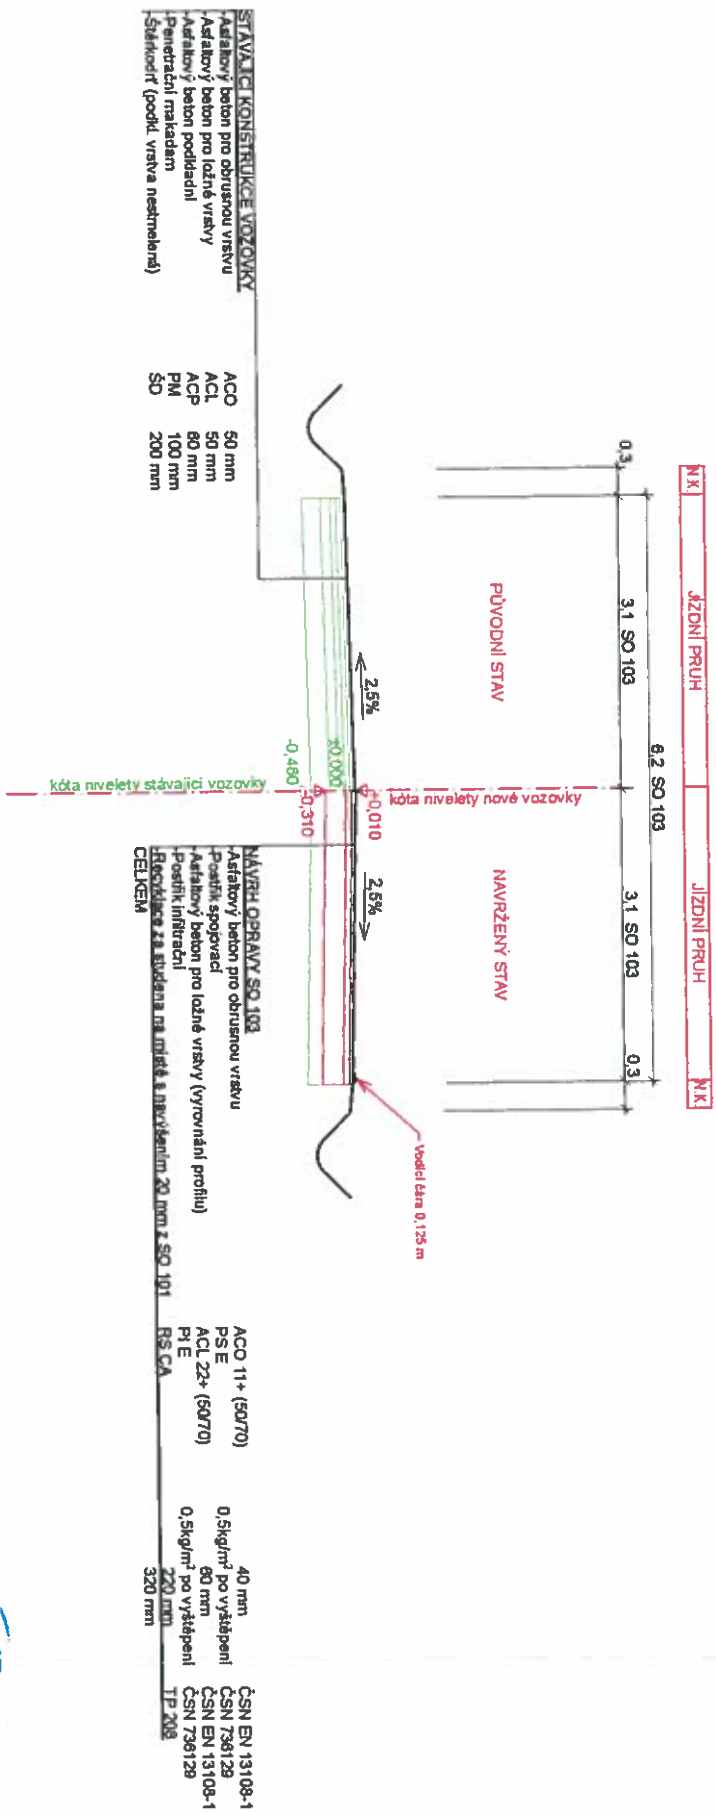 N.K.
JÍZDNÍ PRUH
JÍZDNÍ PRUH
N.K.
6,2 SO 103
0,3
3,1 SO 103
3,1 SO 103
0,3
PŮVODNÍ STAV
NAVRŽENÝ STAV
Vodící čára 0,125 m
2,5%
2,5%
kóta nivelety nové vozovky
+0,010
±0,000
-0,310
-0,460
kóta nivelety stávající vozovky
STÁVAJÍCÍ KONSTRUKCE VOZOVKY
-Asfaltový beton pro obrusnou vrstvu ACO 50 mm
-Asfaltový beton pro ložné vrstvy ACL 50 mm
-Asfaltový beton podkladní ACP 60 mm
-Penetrační makadam PM 100 mm
-Štěrkodrť (podkl. vrstva nestmelená) ŠD 200 mm
NÁVRH OPRAVY SO 103
-Asfaltový beton pro obrusnou vrstvu ACO 11+ (50/70) 40 mm ČSN EN 13108-1
-Postřik spojovací PS E 0,5kg/m² po vyštěpení ČSN 736129
-Asfaltový beton pro ložné vrstvy (vyrovnání profilu) ACL 22+ (50/70) 60 mm ČSN EN 13108-1
-Postřik infiltrační PI E 0,5kg/m² po vyštěpení ČSN 736129
-Recyklace za studena na místě s navýšením 20 mm z SO 101 RS CA 220 mm TP 208
CELKEM 320 mm